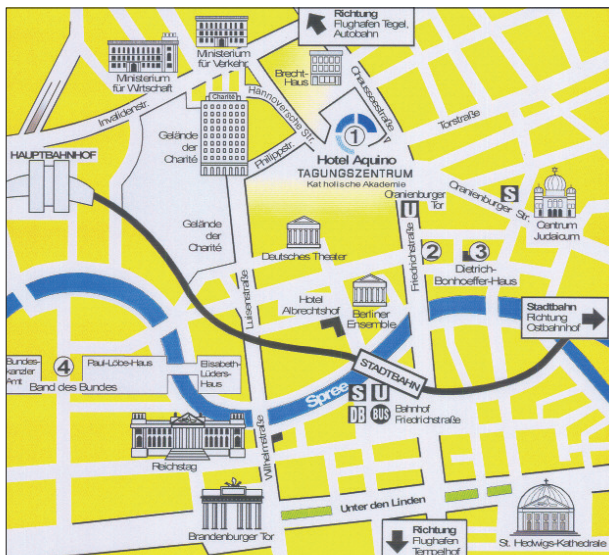 Richtung
Flughafen Tegel,
Autobahn
Ministerium
für Verkehr
Ministerium
für Wirtschaft
Brecht-
Haus
Chausseestraße
Invalidenstr.
Charité
Hannoversche Str.
Torstraße
Gelände
der
Charité
1
Philippstr.
Hotel Aquino
TAGUNGSZENTRUM
Katholische Akademie
HAUPTBAHNHOF
Oranienburger
Tor
U
Oranienburger Str.
S
Centrum
Judaicum
Gelände
der
Charité
Deutsches Theater
Friedrichstraße
2
3
Dietrich-
Bonhoeffer-Haus
Luisenstraße
Hotel
Albrechtshof
Berliner
Ensemble
Stadtbahn
Richtung
Ostbahnhof
Bundes-
kanzler
Amt
4
Paul-Löbe-Haus
Elisabeth-
Lüders-
Haus
Band des Bundes
STADTBAHN
Spree
S U
DB BUS
Bahnhof
Friedrichstraße
Reichstag
Wilhelmstraße
Brandenburger Tor
Unter den Linden
Richtung
Flughafen
Tempelhof
St. Hedwigs-Kathedrale